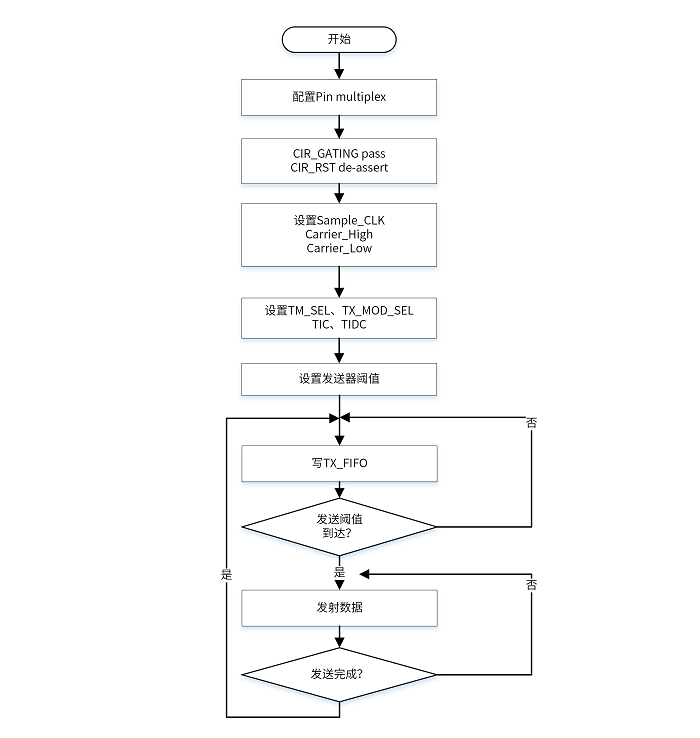 开始
配置Pin multiplex
CIR_GATING pass
CIR_RST de-assert
设置Sample_CLK
Carrier_High
Carrier_Low
设置TM_SEL、TX_MOD_SEL
TIC、TIDC
设置发送器阈值
否
写TX_FIFO
发送阈值
到达？
是
是
否
发射数据
发送完成？